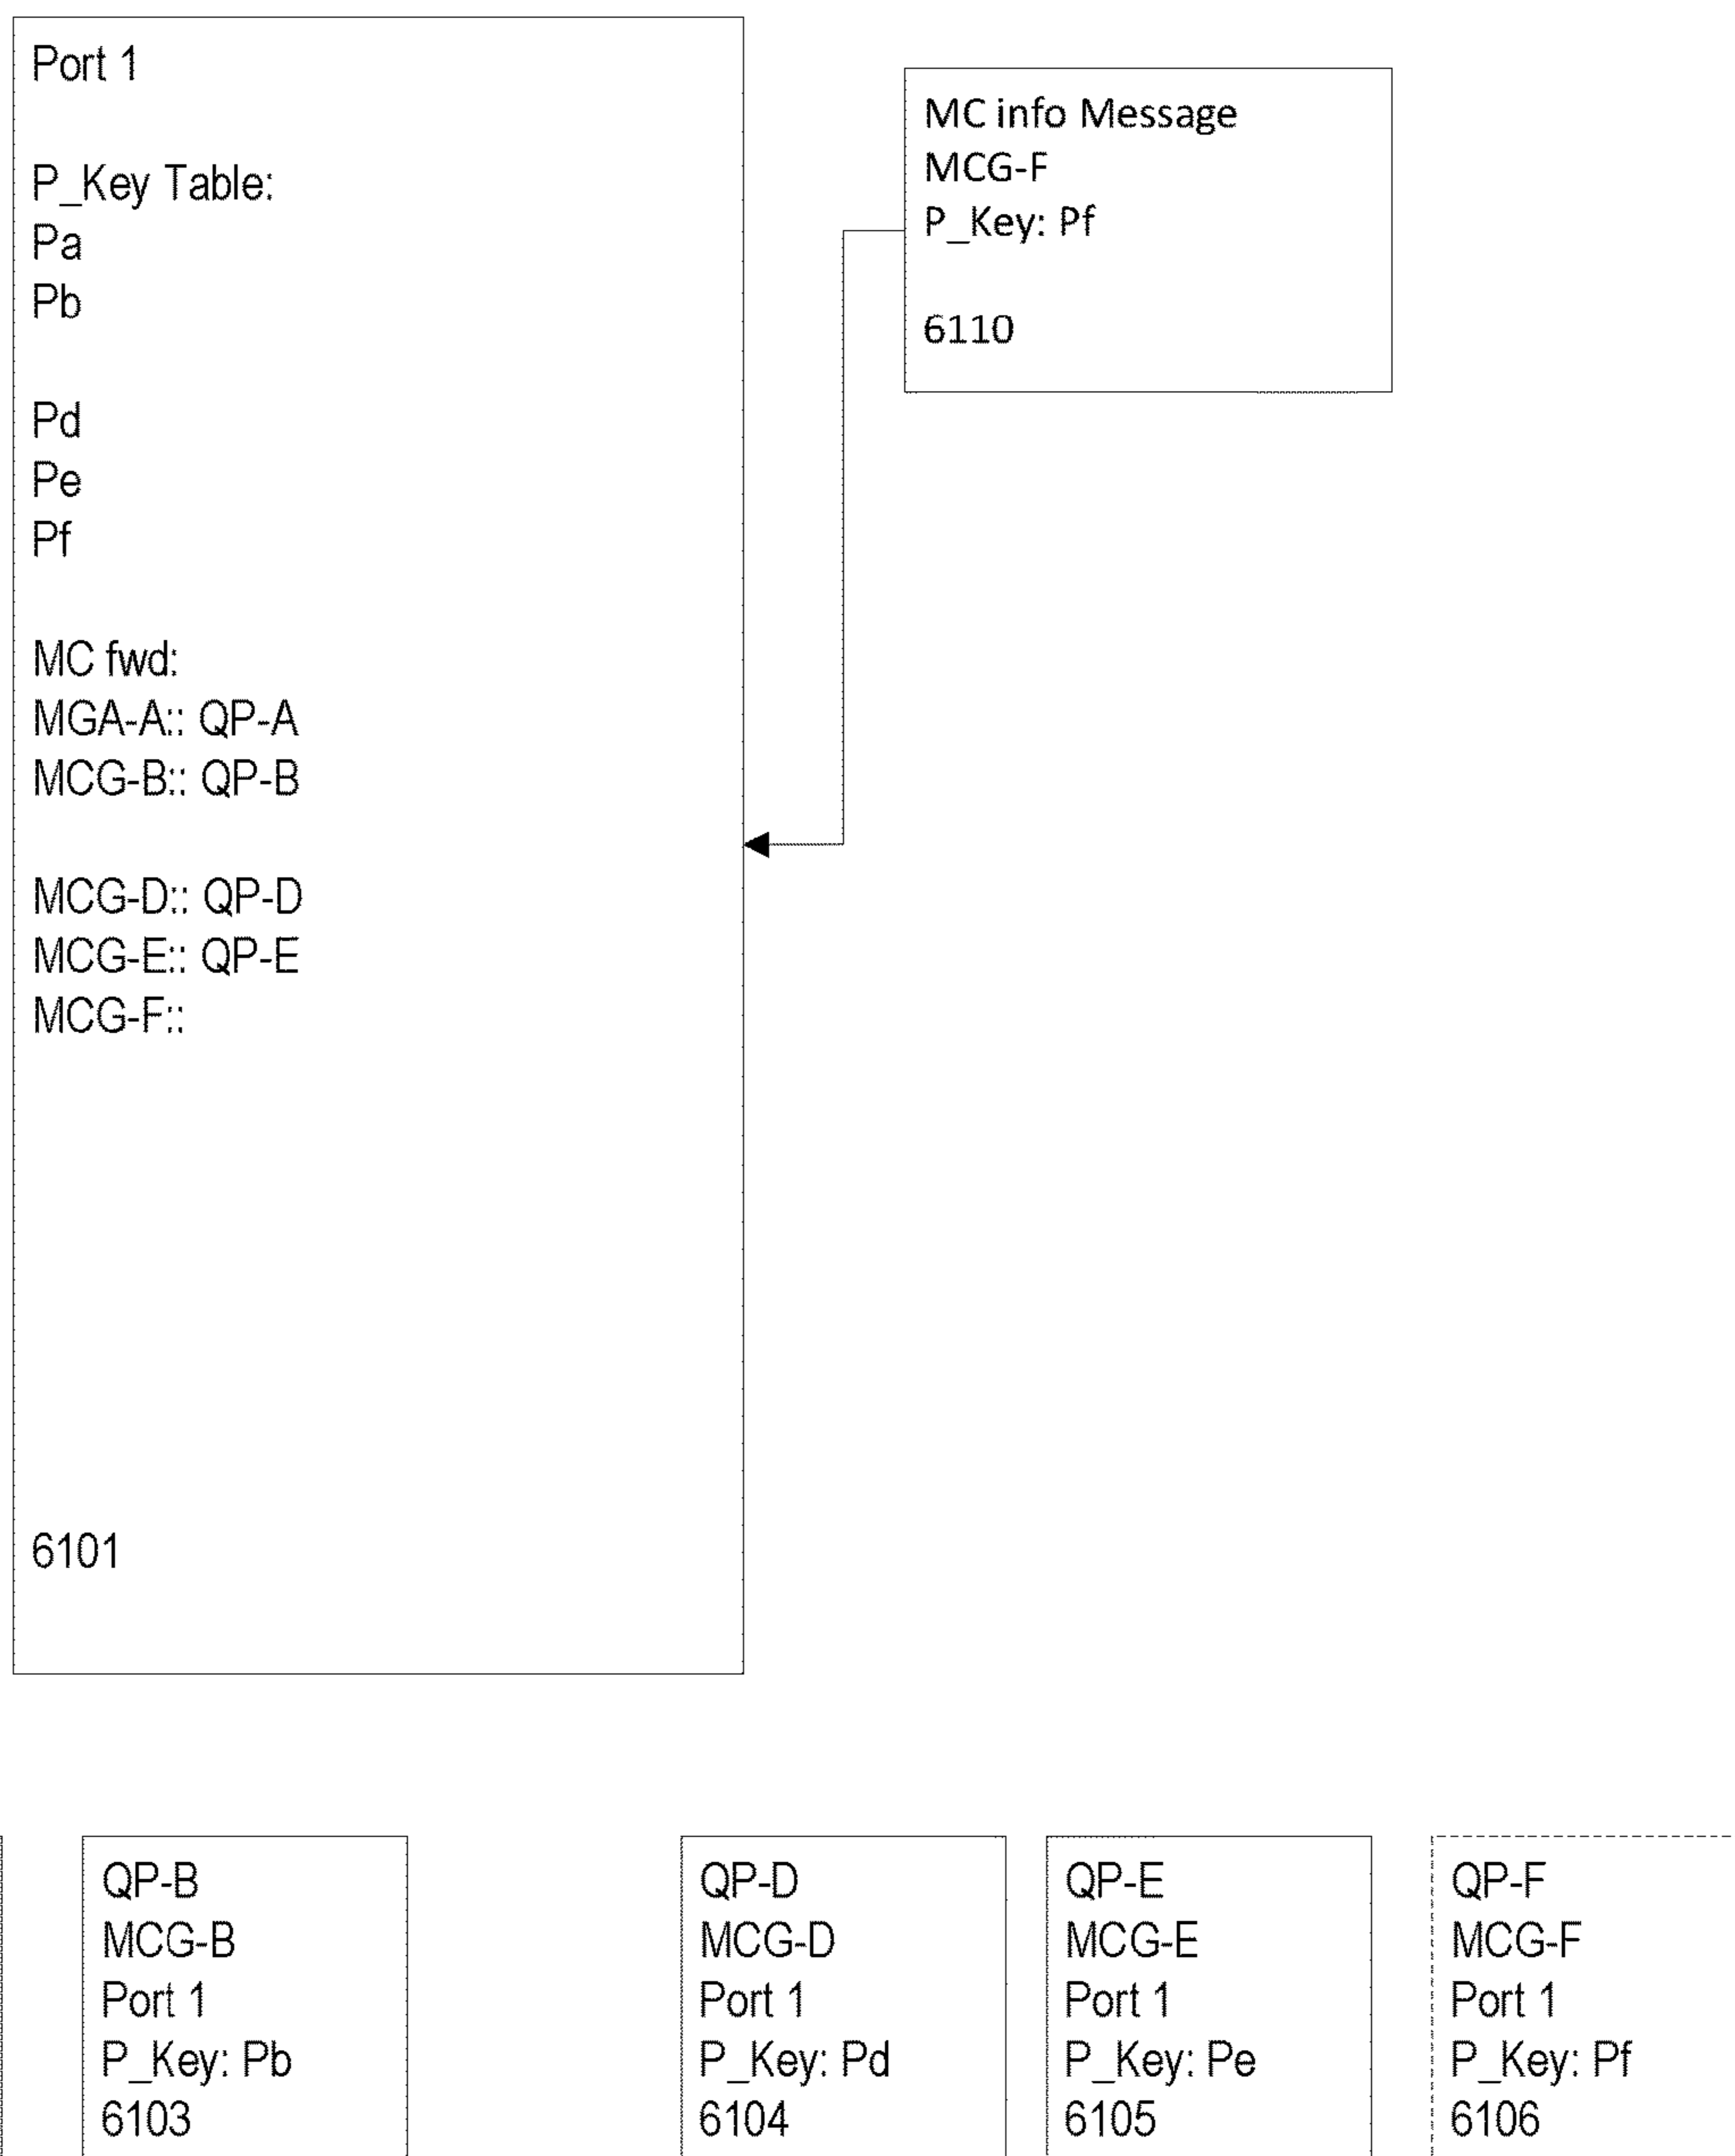 Port 1
P_Key Table:
Pa
Pb
Pd
Pe
Pf
MC fwd:
MGA-A:: QP-A
MCG-B:: QP-B
MCG-D:: QP-D
MCG-E:: QP-E
MCG-F::
6101
MC info Message
MCG-F
P_Key: Pf
6110
QP-B
MCG-B
Port 1
P_Key: Pb
6103
QP-D
MCG-D
Port 1
P_Key: Pd
6104
QP-E
MCG-E
Port 1
P_Key: Pe
6105
QP-F
MCG-F
Port 1
P_Key: Pf
6106